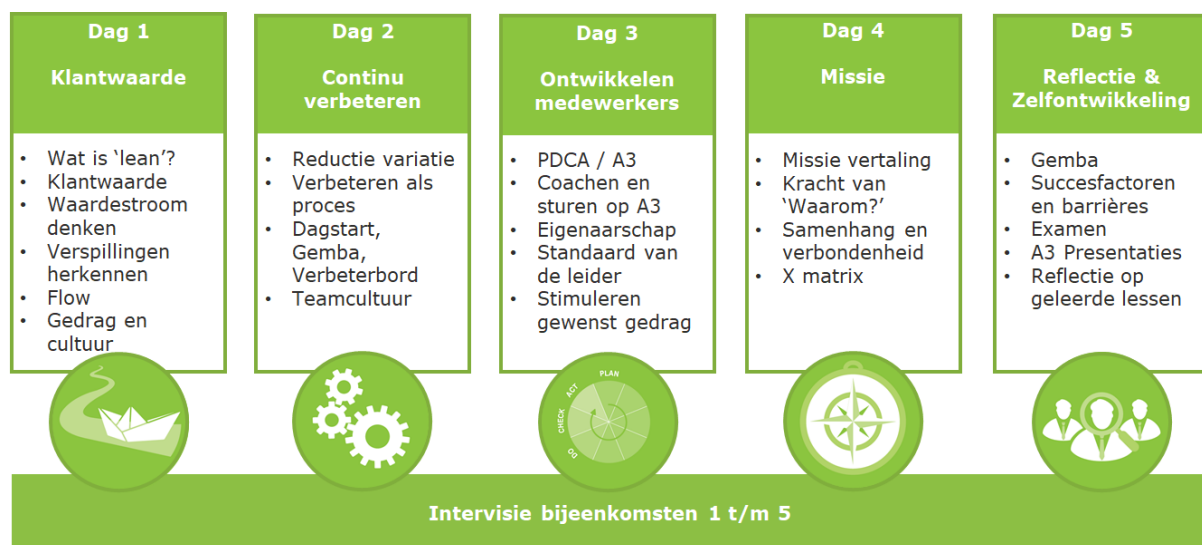 Dag 1
Klantwaarde
• Wat is ‘lean’?
• Klantwaarde
• Waardestroom
denken
• Verspillingen
herkennen
• Flow
• Gedrag en
cultuur
Dag 2
Continu
verbeteren
• Reductie variatie
• Verbeteren als
proces
• Dagstart,
Gemba,
Verbeterbord
• Teamcultuur
Dag 3
Ontwikkelen
medewerkers
• PDCA / A3
• Coachen en
sturen op A3
• Eigenaarschap
• Standaard van
de leider
• Stimuleren
gewenst gedrag
PLAN
ACT
CHECK
DO
Dag 4
Missie
• Missie vertaling
• Kracht van
‘Waarom?’
• Samenhang en
verbondenheid
• X matrix
Dag 5
Reflectie &
Zelfontwikkeling
• Gemba
• Succesfactoren
en barrières
• Examen
• A3 Presentaties
• Reflectie op
geleerde lessen
Intervisie bijeenkomsten 1 t/m 5